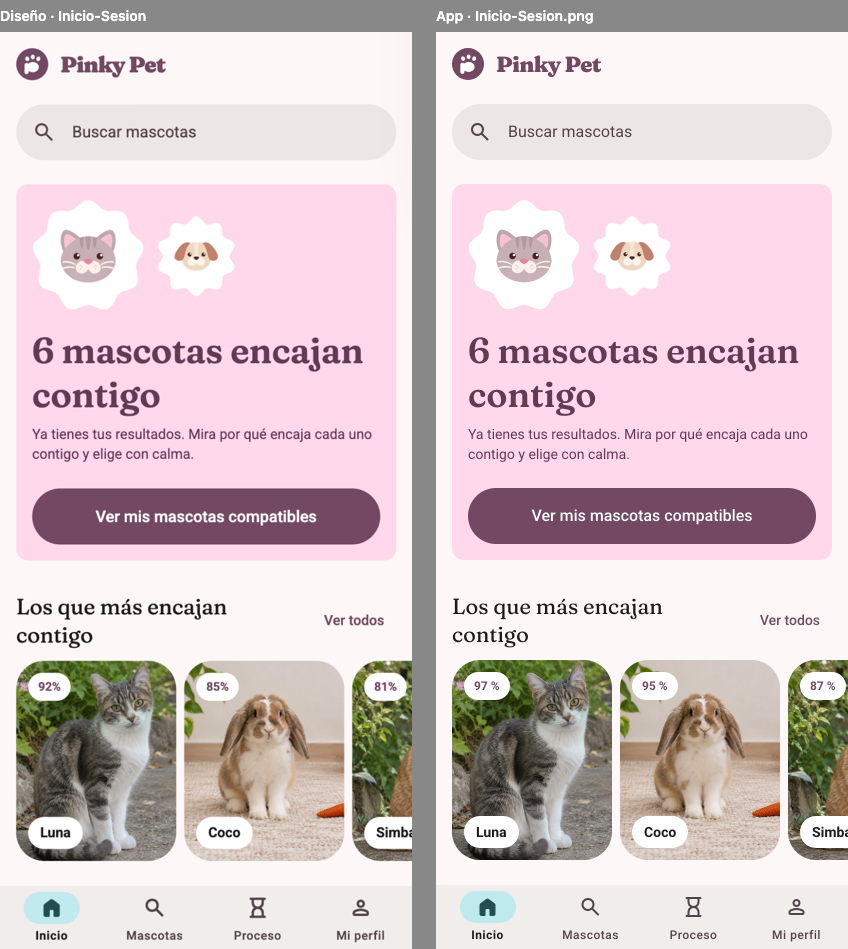 Diseño · Inicio-Sesion
Pinky Pet
Buscar mascotas
6 mascotas encajan
contigo
Ya tienes tus resultados. Mira por qué encaja cada uno
contigo y elige con calma.
Ver mis mascotas compatibles
Los que más encajan
contigo
Ver todos
92%
85%
81%
Luna
Coco
Simba
Inicio
Mascotas
Proceso
Mi perfil
App · Inicio-Sesion.png
Pinky Pet
Buscar mascotas
6 mascotas encajan
contigo
Ya tienes tus resultados. Mira por qué encaja cada uno
contigo y elige con calma.
Ver mis mascotas compatibles
Los que más encajan
contigo
Ver todos
97 %
95 %
87 %
Luna
Coco
Simba
Inicio
Mascotas
Proceso
Mi perfil